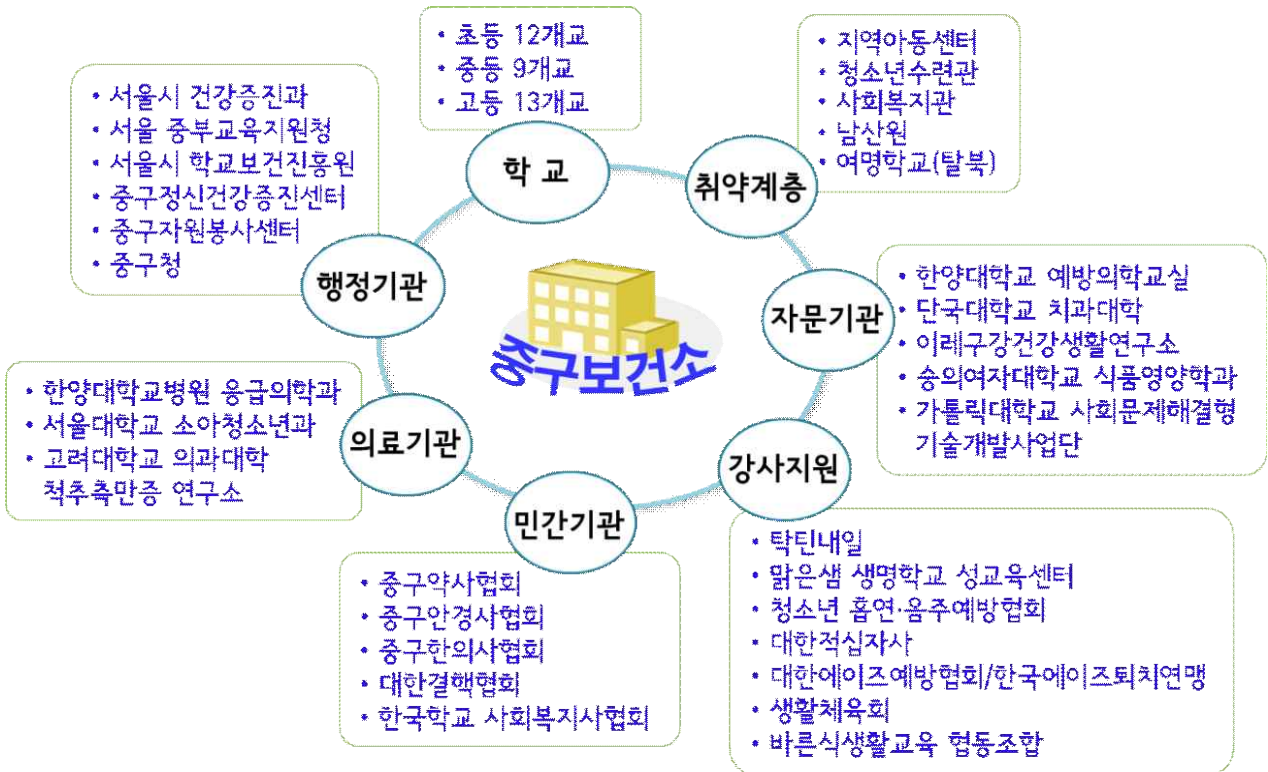 • 초등 12개교
• 중등 9개교
• 고등 13개교
학 교
• 지역아동센터
• 청소년수련관
• 사회복지관
• 남산원
• 여명학교(탈북)
취약계층
• 한양대학교 예방의학교실
• 단국대학교 치과대학
• 이레구강건강생활연구소
• 숭의여자대학교 식품영양학과
• 가톨릭대학교 사회문제해결형
기술개발사업단
자문기관
• 탁틴내일
• 맑은샘 생명학교 성교육센터
• 청소년 흡연·음주예방협회
• 대한적십자사
• 대한에이즈예방협회/한국에이즈퇴치연맹
• 생활체육회
• 바른식생활교육 협동조합
강사지원
• 중구약사협회
• 중구안경사협회
• 중구한의사협회
• 대한결핵협회
• 한국학교 사회복지사협회
민간기관
• 한양대학교병원 응급의학과
• 서울대학교 소아청소년과
• 고려대학교 의과대학
척추측만증 연구소
의료기관
• 서울시 건강증진과
• 서울 중부교육지원청
• 서울시 학교보건진흥원
• 중구정신건강증진센터
• 중구자원봉사센터
• 중구청
행정기관
중구보건소